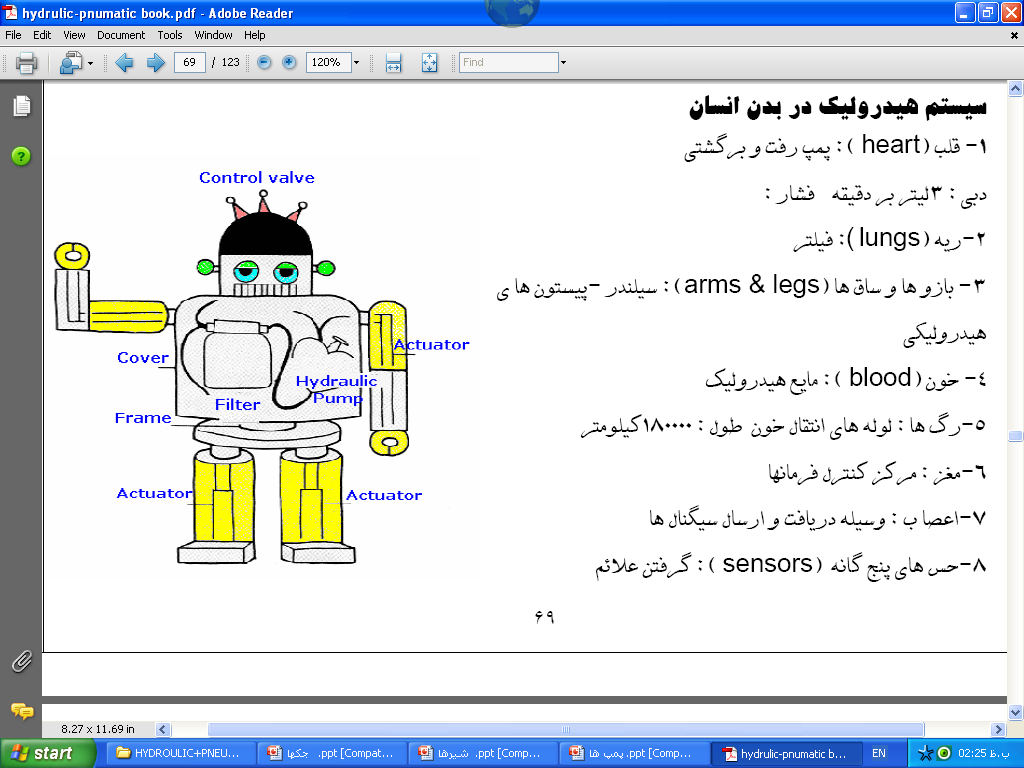 hydrulic-pnumatic book.pdf - Adobe Reader
File Edit View Document Tools Window Help
69 / 123 120% Find
سیستم هیدرولیک در بدن انسان
۱- قلب (heart) : پمپ رفت و برگشتی
دبی : ۳لیتر بر دقیقه فشار :
۲-ریه (lungs): فیلتر
۳- بازو ها و ساق ها (arms & legs) : سیلندر -پیستون ها ی
هیدرولیکی
۴- خون (blood) : مایع هیدرولیک
۵-رگ ها : لوله های انتقال خون طول : ۱۸۰۰۰۰کیلومتر
۶-مغز : مرکز کنترل فرمانها
۷-اعصا ب : وسیله دریافت و ارسال سیگنال ها
۸-حس های پنج گانه (sensors) : گرفتن علائم
Control valve
Actuator
Cover
Hydraulic
Pump
Filter
Frame
Actuator
Actuator
۶۹
8.27 x 11.69 in
start HYDROULIC+PNEU... جکها .ppt [Compat... شیرها .ppt [Comp... پمپ ها .ppt [Comp... hydrulic-pnumatic b... EN 02:25 ب.ظ